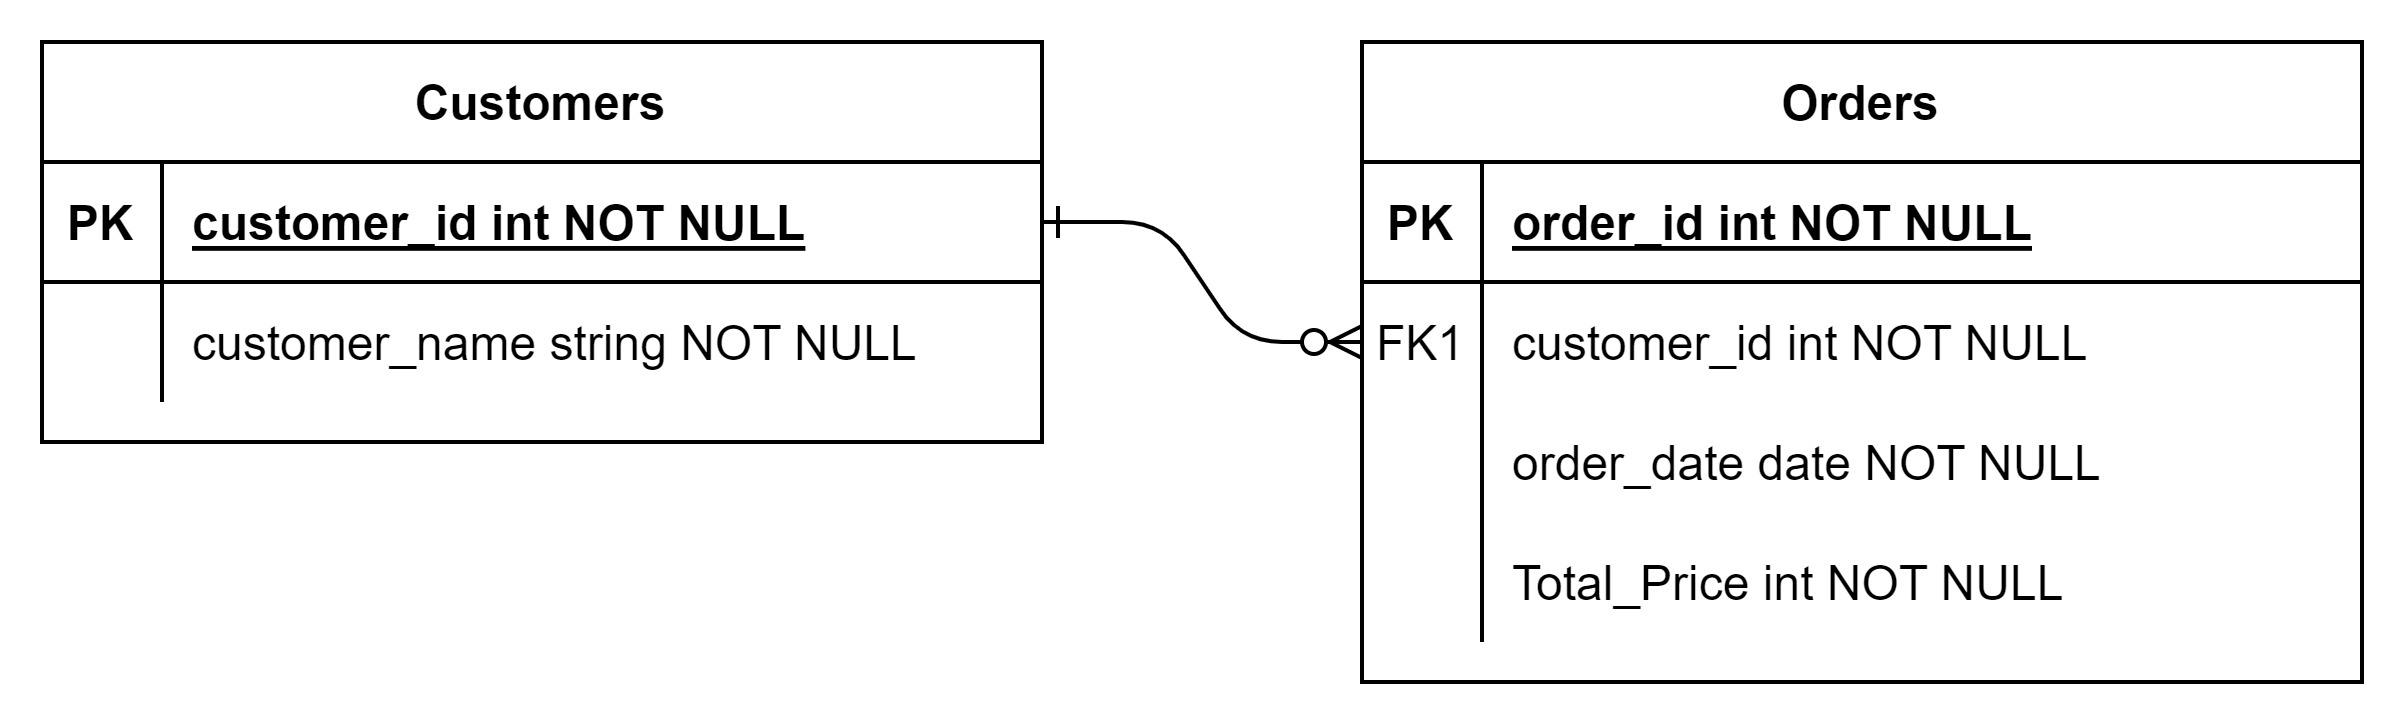 Customers
PK customer_id int NOT NULL
customer_name string NOT NULL
Orders
PK order_id int NOT NULL
FK1 customer_id int NOT NULL
order_date date NOT NULL
Total_Price int NOT NULL